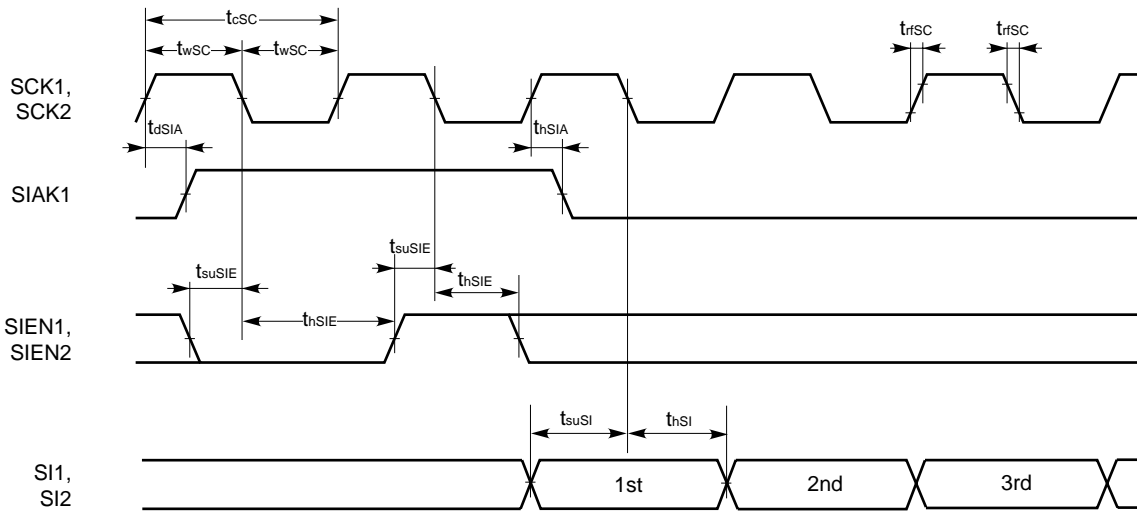 tcSC
twSC twSC trfSC trfSC
SCK1,
SCK2
tdSIA thSIA
SIAK1
tsuSIE
tsuSIE thSIE
thSIE
SIEN1,
SIEN2
tsuSI thSI
SI1,
SI2
1st 2nd 3rd